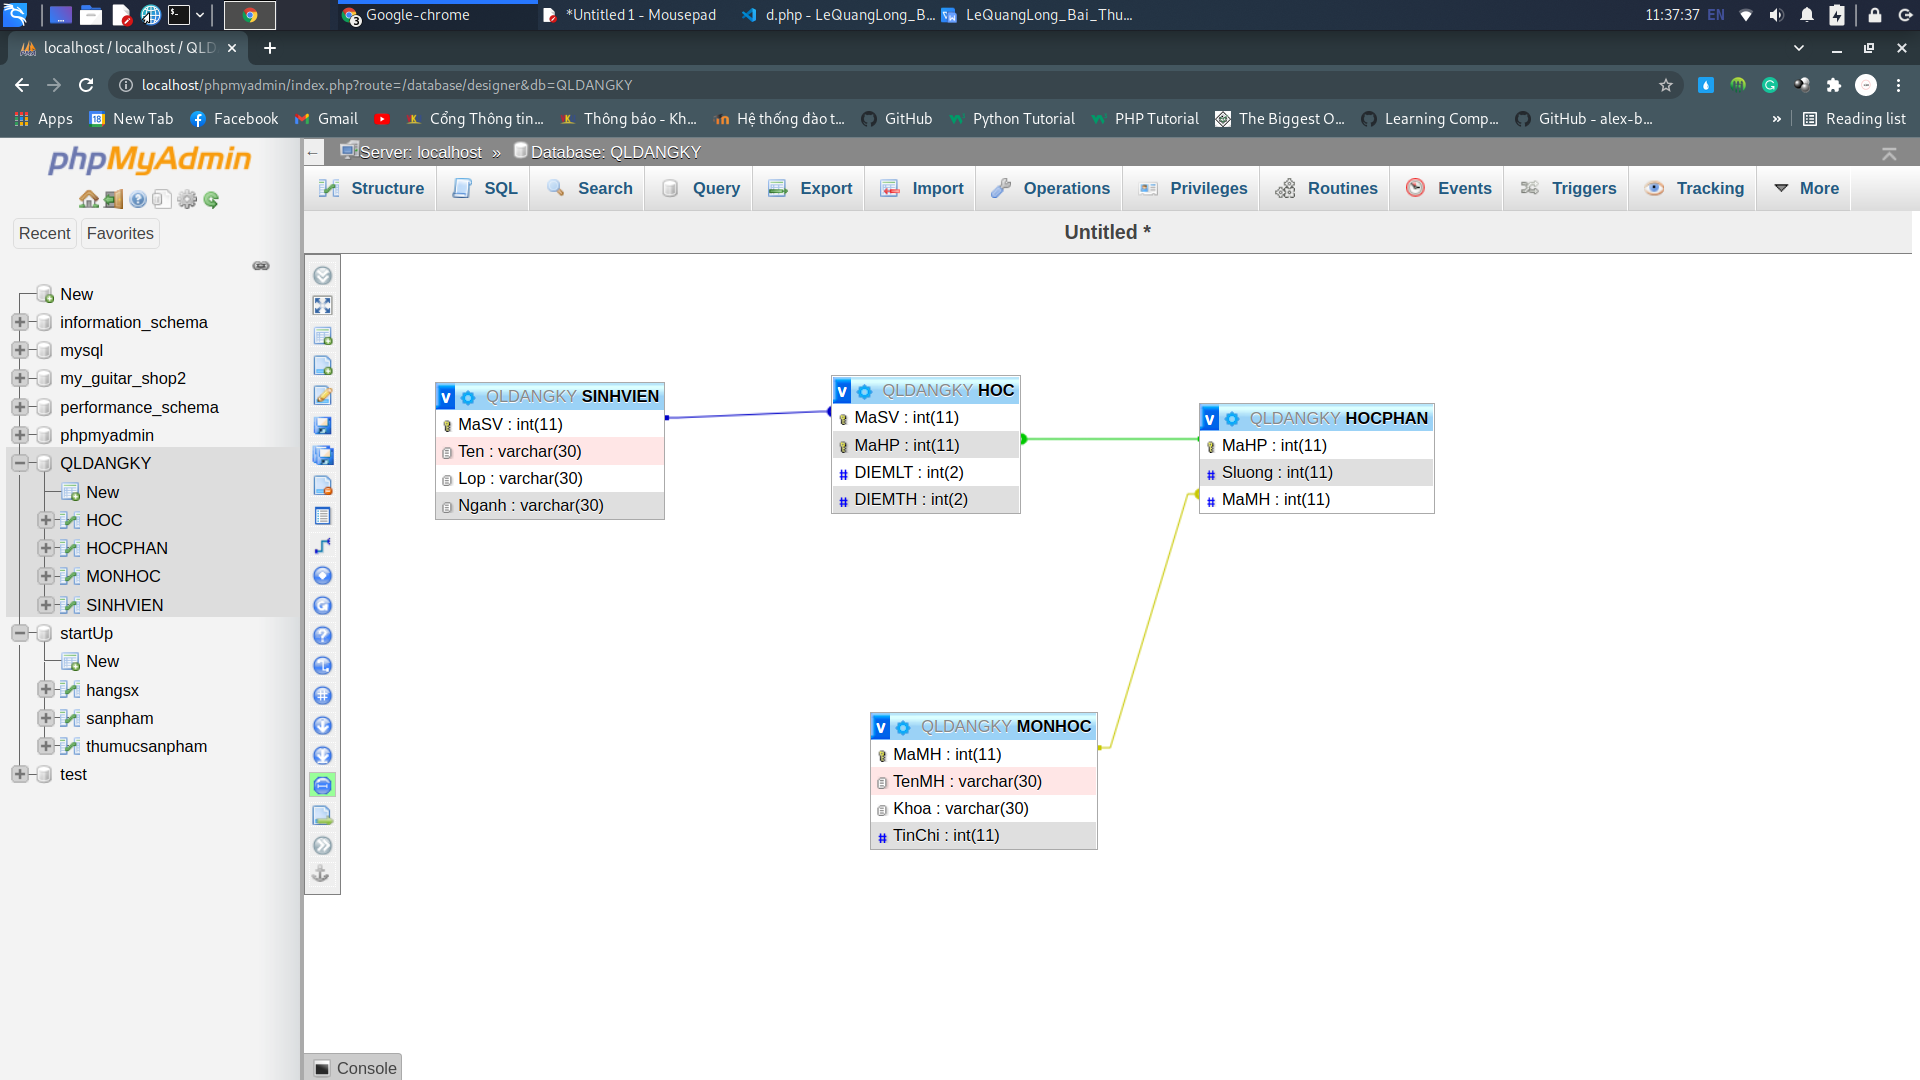 Google-chrome
3
*Untitled 1 - Mousepad
d.php - LeQuangLong_B...
LeQuangLong_Bai_Thu...
11:37:37 EN
localhost / localhost / QLD
localhost/phpmyadmin/index.php?route=/database/designer&db=QLDANGKY
Apps
New Tab
Facebook
Gmail
Cổng Thông tin...
Thông báo - Kh...
Hệ thống đào t...
GitHub
Python Tutorial
PHP Tutorial
The Biggest O...
Learning Comp...
GitHub - alex-b...
»
Reading list
phpMyAdmin
Recent
Favorites
New
information_schema
mysql
my_guitar_shop2
performance_schema
phpmyadmin
QLDANGKY
New
HOC
HOCPHAN
MONHOC
SINHVIEN
startUp
New
hangsx
sanpham
thumucsanpham
test
← Server: localhost » Database: QLDANGKY
Structure
SQL
Search
Query
Export
Import
Operations
Privileges
Routines
Events
Triggers
Tracking
More
Untitled *
v QLDANGKY SINHVIEN
MaSV : int(11)
Ten : varchar(30)
Lop : varchar(30)
Nganh : varchar(30)
v QLDANGKY HOC
MaSV : int(11)
MaHP : int(11)
# DIEMLT : int(2)
# DIEMTH : int(2)
v QLDANGKY HOCPHAN
MaHP : int(11)
# Sluong : int(11)
# MaMH : int(11)
v QLDANGKY MONHOC
MaMH : int(11)
TenMH : varchar(30)
Khoa : varchar(30)
# TinChi : int(11)
Console